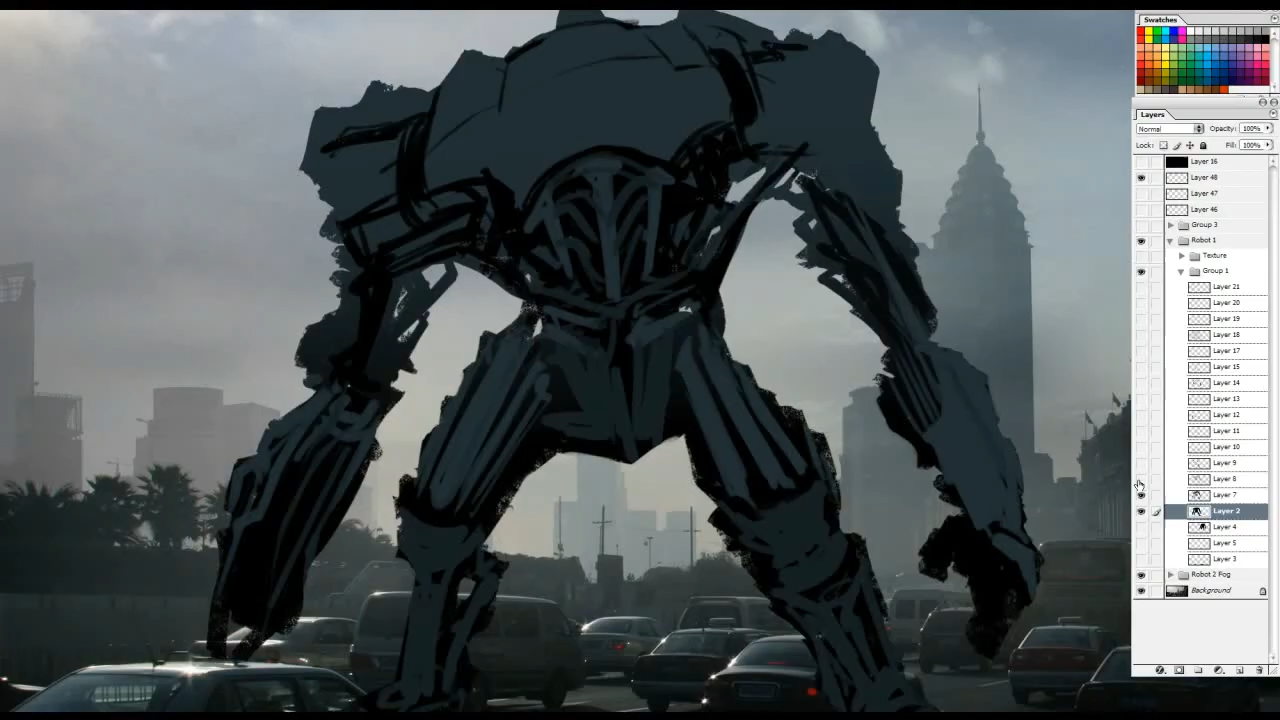 Swatches
Layers
Normal
Opacity: 100%
Lock:
Fill: 100%
Layer 16
Layer 48
Layer 47
Layer 46
Group 3
Robot 1
Texture
Group 1
Layer 21
Layer 20
Layer 19
Layer 18
Layer 17
Layer 15
Layer 14
Layer 13
Layer 12
Layer 11
Layer 10
Layer 9
Layer 8
Layer 7
Layer 2
Layer 4
Layer 5
Layer 3
Robot 2 Fog
Background